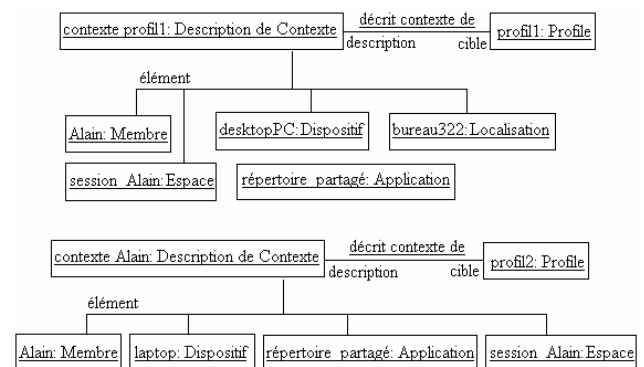 contexte profil1: Description de Contexte
décrit contexte de
profil1: Profile
description
cible
élément
Alain: Membre
desktopPC:Dispositif
bureau322:Localisation
session_Alain:Espace
répertoire_partagé: Application
contexte Alain: Description de Contexte
décrit contexte de
profil2: Profile
description
cible
élément
Alain: Membre
laptop: Dispositif
répertoire_partagé: Application
session_Alain:Espace